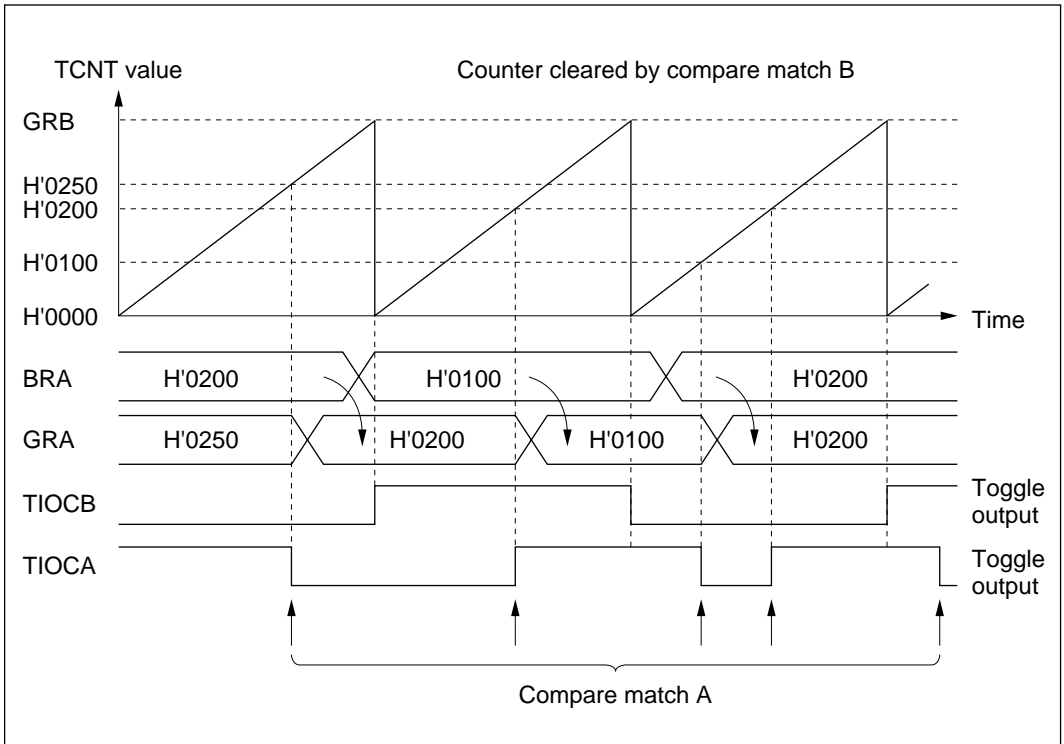 TCNT value
Counter cleared by compare match B
GRB
H'0250
H'0200
H'0100
H'0000
Time
BRA
H'0200
H'0100
H'0200
GRA
H'0250
H'0200
H'0100
H'0200
TIOCB
Toggle
output
TIOCA
Toggle
output
Compare match A